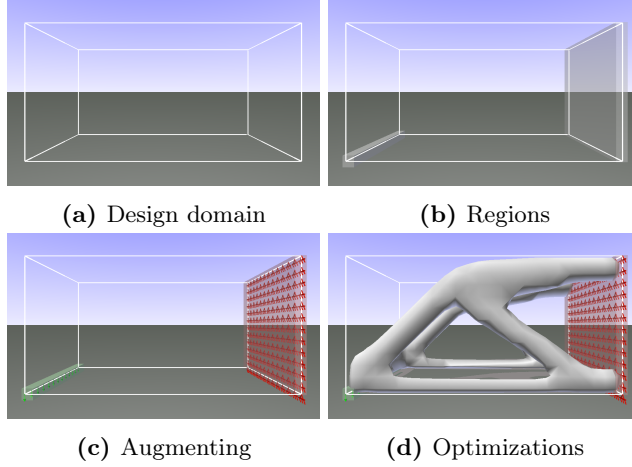 (a) Design domain
(b) Regions
(c) Augmenting
(d) Optimizations